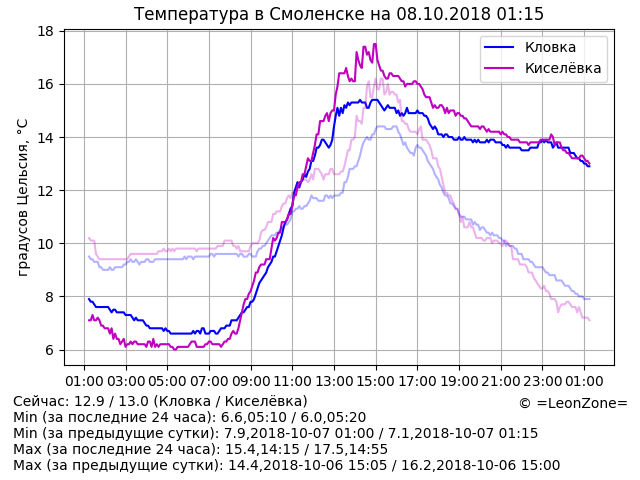 Температура в Смоленске на 08.10.2018 01:15
градусов Цельсия, °C
18
16
14
12
10
8
6
Кловка
Киселёвка
01:00 03:00 05:00 07:00 09:00 11:00 13:00 15:00 17:00 19:00 21:00 23:00 01:00
Сейчас: 12.9 / 13.0 (Кловка / Киселёвка)
© =LeonZone=
Min (за последние 24 часа): 6.6,05:10 / 6.0,05:20
Min (за предыдущие сутки): 7.9,2018-10-07 01:00 / 7.1,2018-10-07 01:15
Max (за последние 24 часа): 15.4,14:15 / 17.5,14:55
Max (за предыдущие сутки): 14.4,2018-10-06 15:05 / 16.2,2018-10-06 15:00